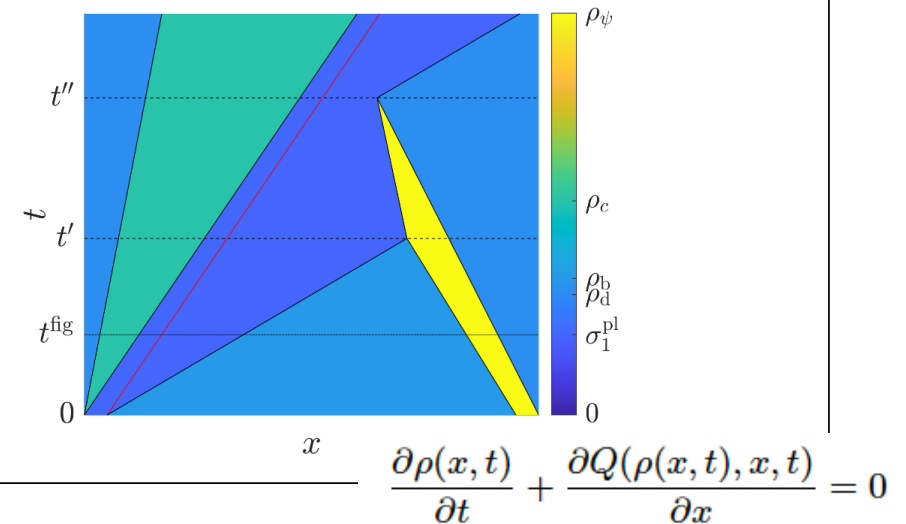 ρ_ψ
t″
ρ_c
t
t′
ρ_b
ρ_d
t^fig
σ_1^pl
0
0
x
∂ρ(x, t)/∂t + ∂Q(ρ(x, t), x, t)/∂x = 0